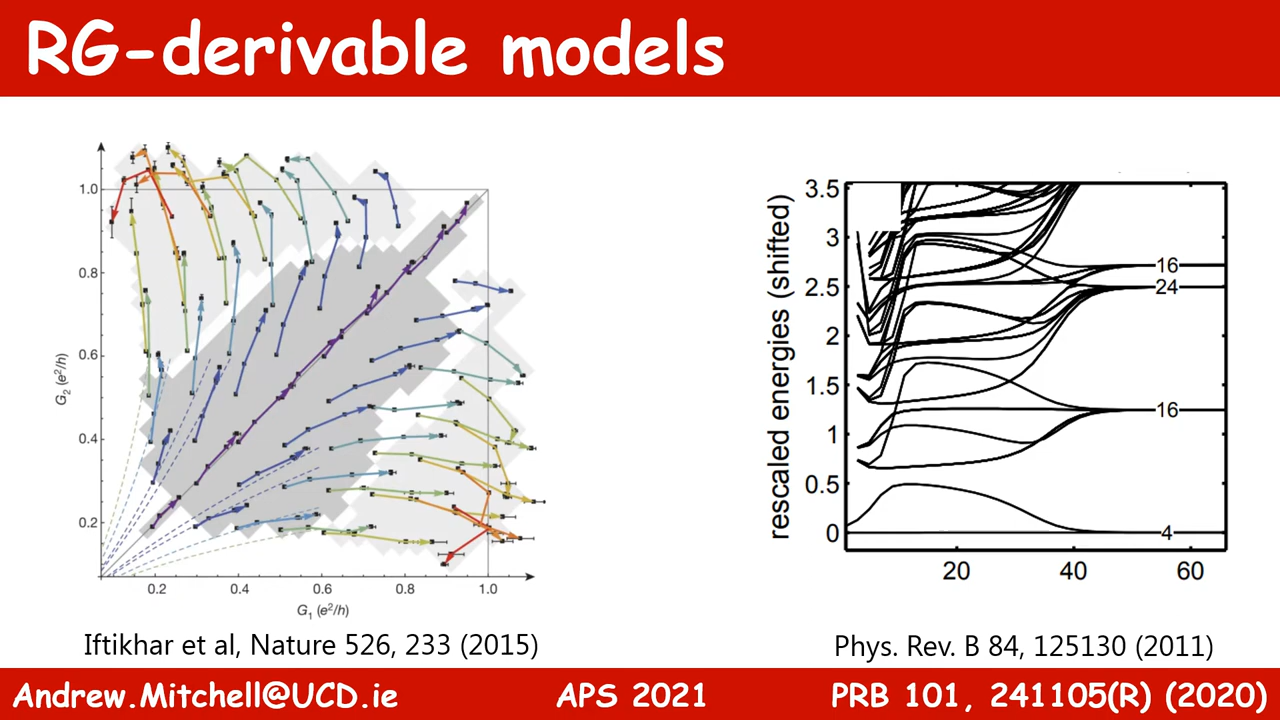 RG-derivable models
1.0
0.8
0.6
0.4
0.2
G₂ (e²/h)
0.2
0.4
0.6
0.8
1.0
G₁ (e²/h)
Iftikhar et al, Nature 526, 233 (2015)
rescaled energies (shifted)
3.5
3
2.5
2
1.5
1
0.5
0
16
24
16
4
20
40
60
Phys. Rev. B 84, 125130 (2011)
Andrew.Mitchell@UCD.ie
APS 2021
PRB 101, 241105(R) (2020)